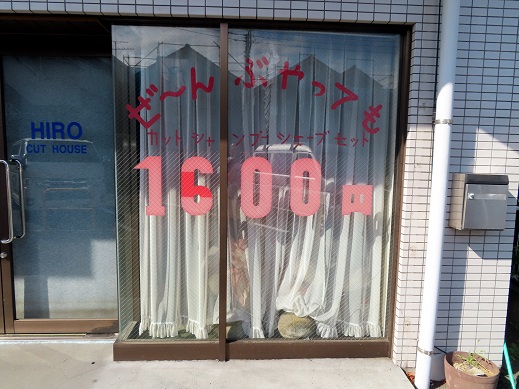 HIRO
CUT HOUSE
ぜ〜んぶやっても
カットシャンプーシェーブセット
1600円